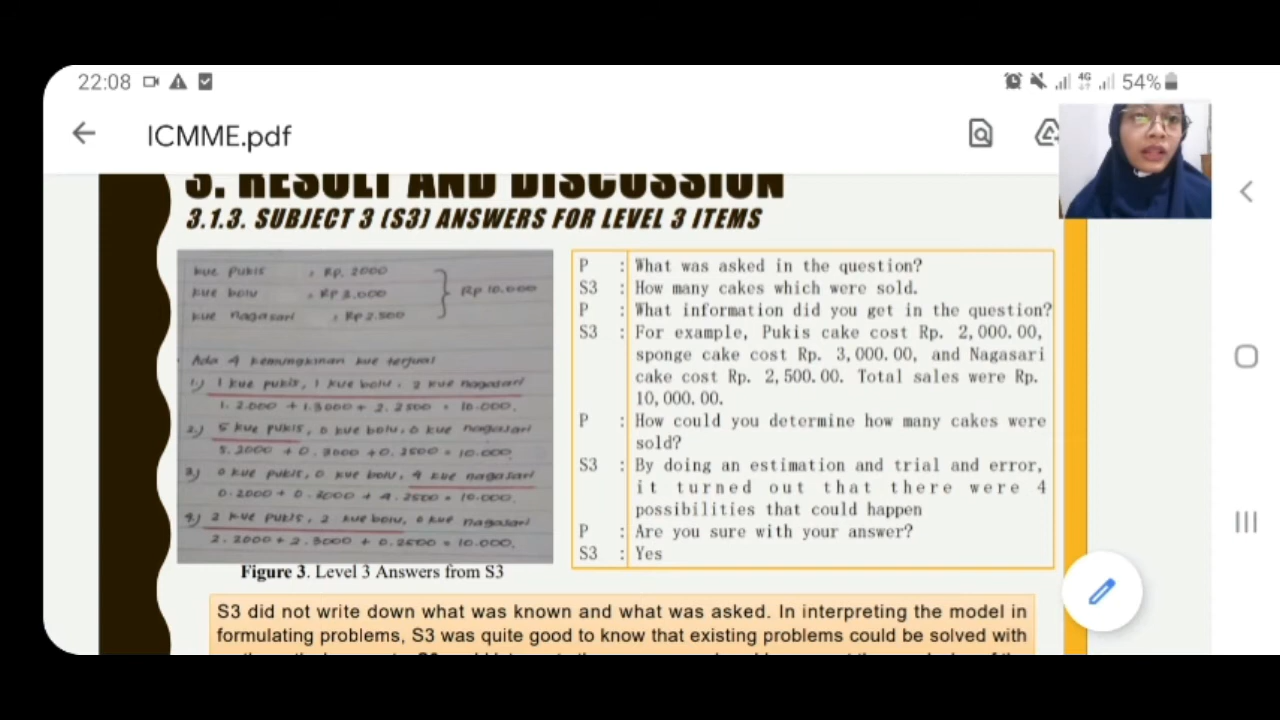 22:08
4G
54%
ICMME.pdf
3. RESULT AND DISCUSSION
3.1.3. SUBJECT 3 (S3) ANSWERS FOR LEVEL 3 ITEMS
kue pukis : Rp. 2000
kue bolu : Rp 3.000
kue nagasari : Rp 2.500
Rp 10.000
Ada 4 kemungkinan kue terjual
1.) 1 kue pukis, 1 kue bolu, 2 kue nagasari
1. 2.000 + 1.3000 + 2. 2500 = 10.000.
2.) 5 kue pukis, 0 kue bolu, 0 kue nagasari
5. 2000 + 0. 3000 + 0. 2500 = 10.000
3.) 0 kue pukis, 0 kue bolu, 4 kue nagasari
0. 2000 + 0. 3000 + 4. 2500 = 10.000.
4.) 2 kue pukis, 2 kue bolu, 0 kue nagasari
2. 2000 + 2. 3000 + 0. 2500 = 10.000.
Figure 3. Level 3 Answers from S3
P : What was asked in the question?
S3 : How many cakes which were sold.
P : What information did you get in the question?
S3 : For example, Pukis cake cost Rp. 2,000.00,
sponge cake cost Rp. 3,000.00, and Nagasari
cake cost Rp. 2,500.00. Total sales were Rp.
10,000.00.
P : How could you determine how many cakes were
sold?
S3 : By doing an estimation and trial and error,
it turned out that there were 4
possibilities that could happen
P : Are you sure with your answer?
S3 : Yes
S3 did not write down what was known and what was asked. In interpreting the model in
formulating problems, S3 was quite good to know that existing problems could be solved with